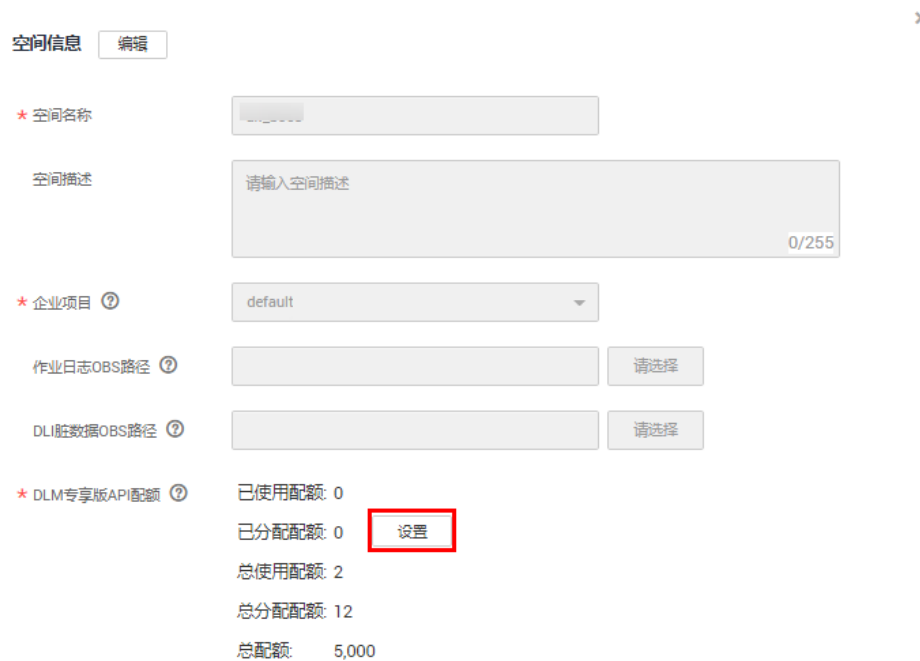 空间信息 编辑
* 空间名称
空间描述 请输入空间描述
0/255
* 企业项目 ? default
作业日志OBS路径 ? 请选择
DLI脏数据OBS路径 ? 请选择
* DLM专享版API配额 ? 已使用配额: 0
已分配配额: 0 设置
总使用配额: 2
总分配配额: 12
总配额: 5,000